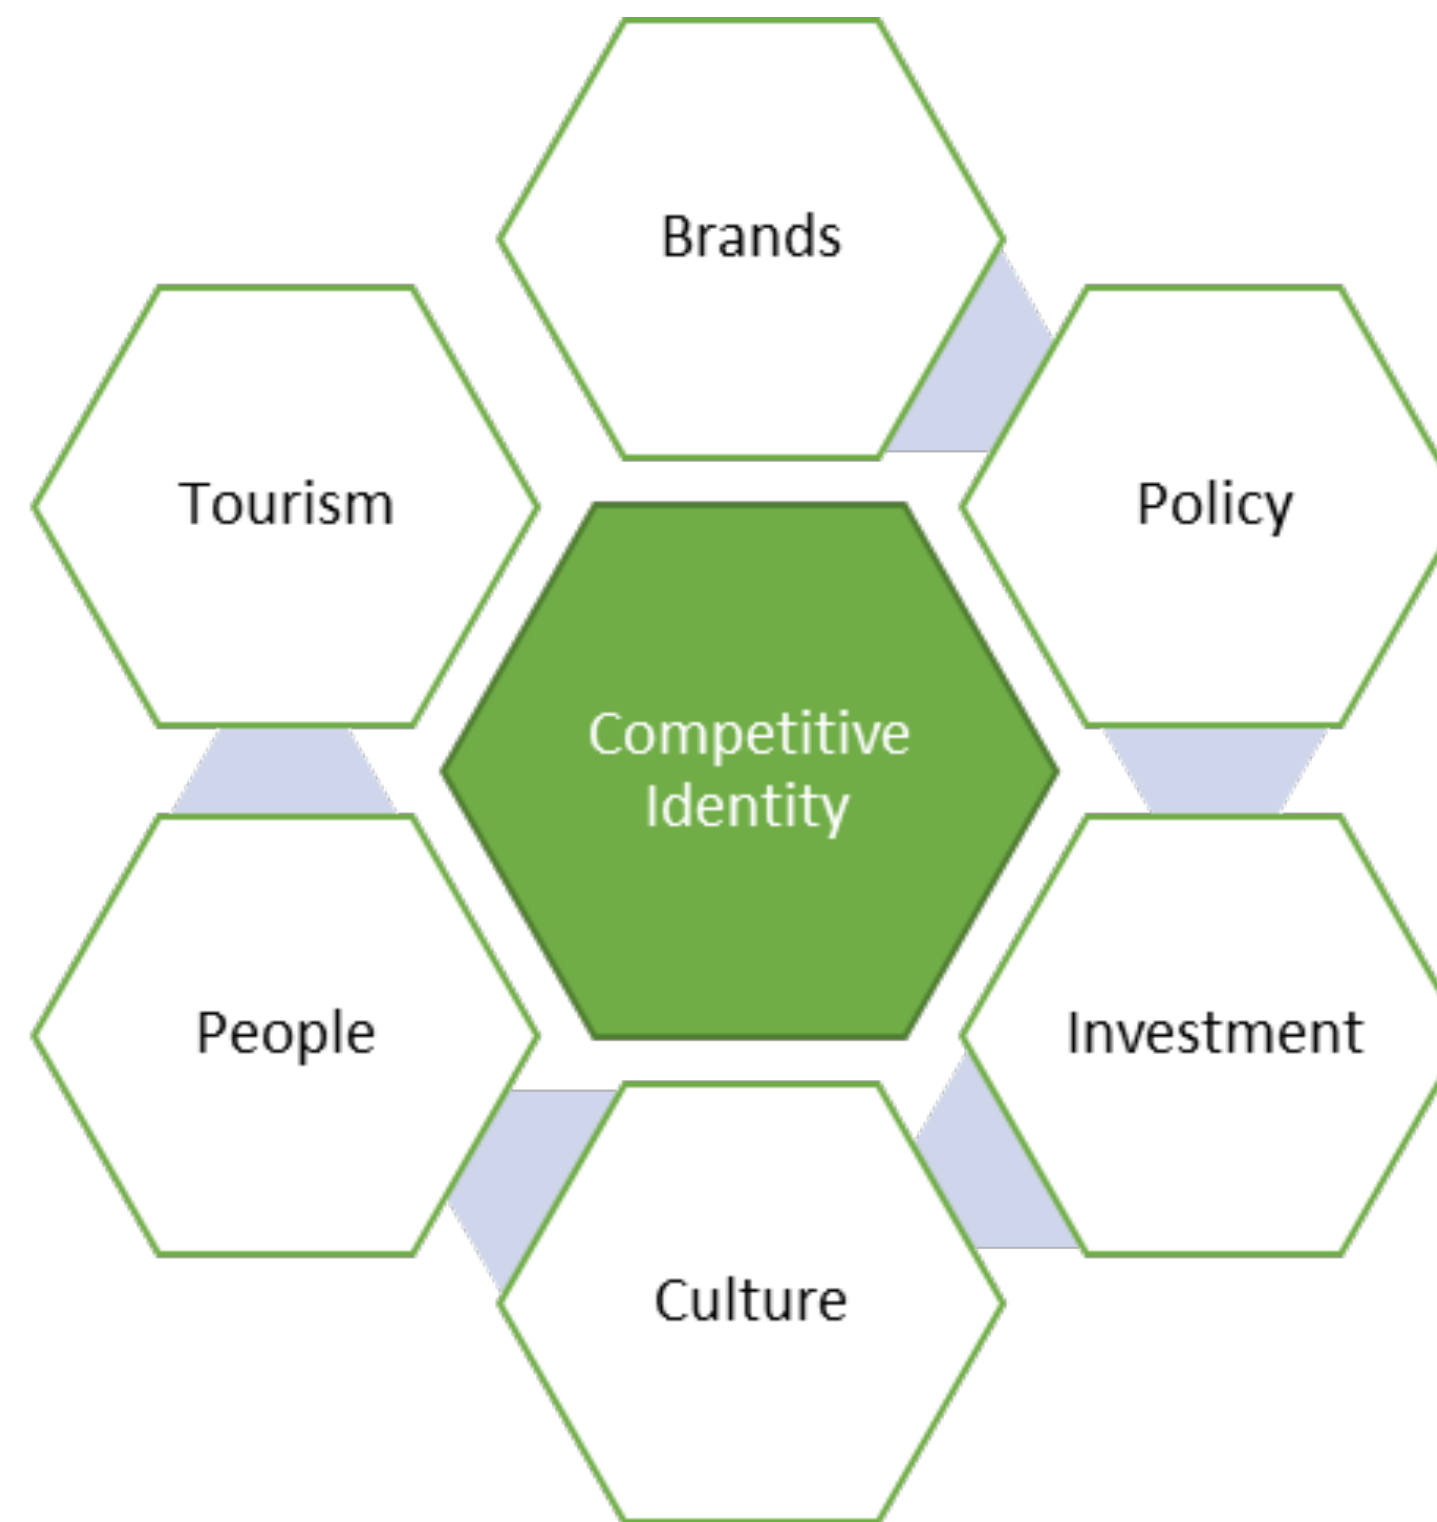 Brands
Tourism
Policy
Competitive
Identity
People
Investment
Culture